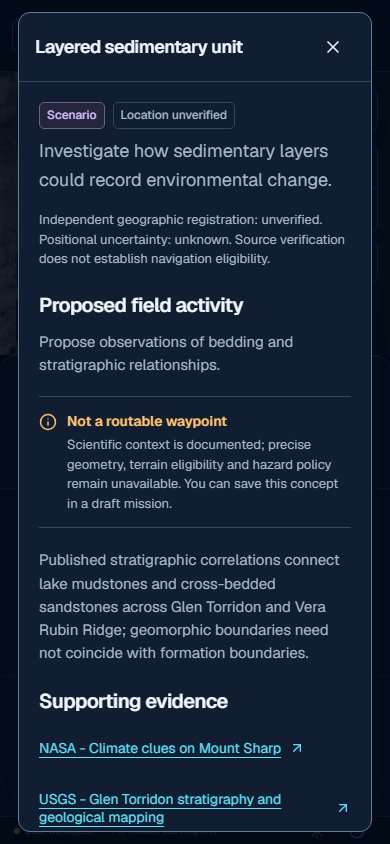 Layered sedimentary unit
Scenario
Location unverified
Investigate how sedimentary layers
could record environmental change.
Independent geographic registration: unverified.
Positional uncertainty: unknown. Source verification
does not establish navigation eligibility.
Proposed field activity
Propose observations of bedding and
stratigraphic relationships.
Not a routable waypoint
Scientific context is documented; precise
geometry, terrain eligibility and hazard policy
remain unavailable. You can save this concept
in a draft mission.
Published stratigraphic correlations connect
lake mudstones and cross-bedded
sandstones across Glen Torridon and Vera
Rubin Ridge; geomorphic boundaries need
not coincide with formation boundaries.
Supporting evidence
NASA - Climate clues on Mount Sharp
USGS - Glen Torridon stratigraphy and
geological mapping